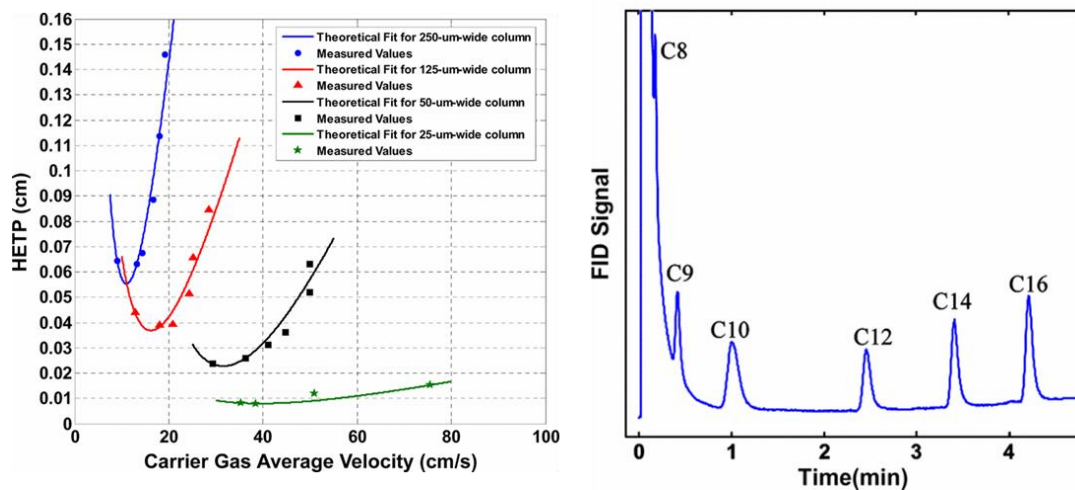 0.16
0.15
0.14
0.13
0.12
0.11
0.1
0.09
0.08
0.07
0.06
0.05
0.04
0.03
0.02
0.01
0
HETP (cm)
0 20 40 60 80 100
Carrier Gas Average Velocity (cm/s)
Theoretical Fit for 250-um-wide column
Measured Values
Theoretical Fit for 125-um-wide column
Measured Values
Theoretical Fit for 50-um-wide column
Measured Values
Theoretical Fit for 25-um-wide column
Measured Values
FID Signal
C8
C9
C10
C12
C14
C16
0 1 2 3 4
Time(min)